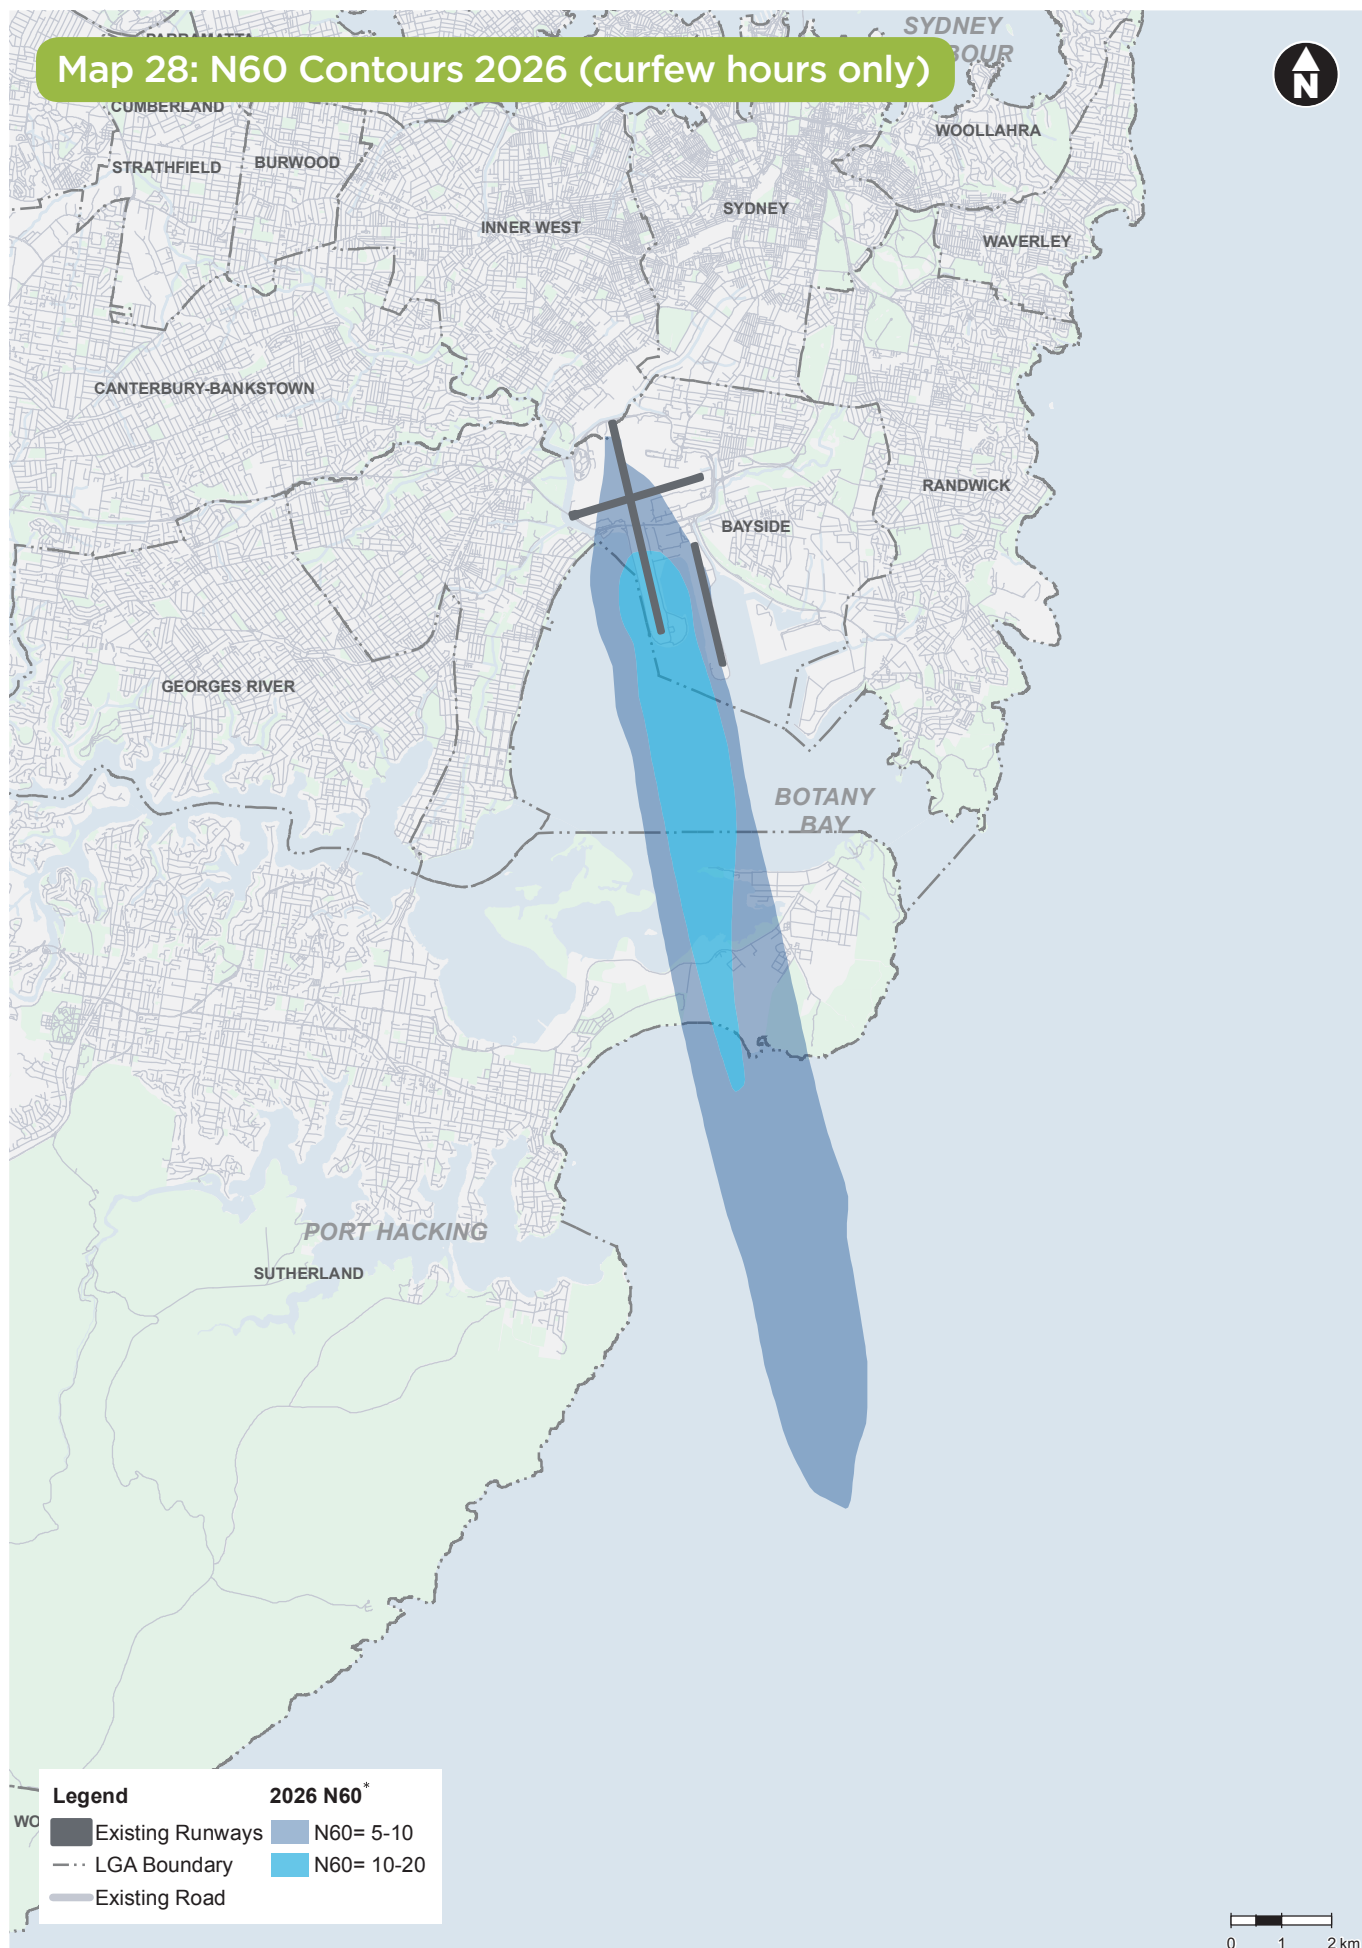 SYDNEY
BOUR
Map 28: N60 Contours 2026 (curfew hours only)
N
CUMBERLAND
WOOLLAHRA
STRATHFIELD
BURWOOD
SYDNEY
INNER WEST
WAVERLEY
CANTERBURY-BANKSTOWN
RANDWICK
BAYSIDE
GEORGES RIVER
BOTANY
BAY
PORT HACKING
SUTHERLAND
WO
Legend
2026 N60*
Existing Runways
N60= 5-10
LGA Boundary
N60= 10-20
Existing Road
0 1 2 km